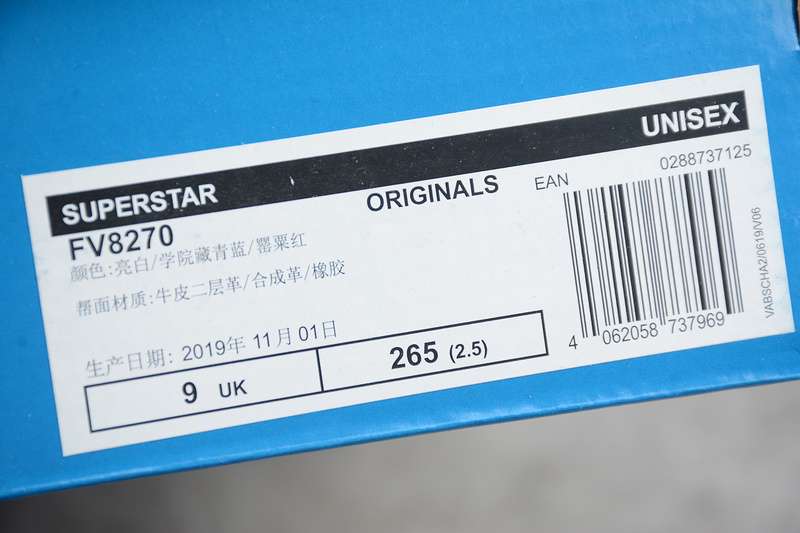 SUPERSTAR UNISEX
FV8270 ORIGINALS EAN 0288737125
颜色:亮白/学院藏青蓝/罂粟红
帮面材质:牛皮二层革/合成革/橡胶
生产日期: 2019年 11月 01日
9 UK 265 (2.5)
4 062058 737969
VABSCHA2/0619/V06